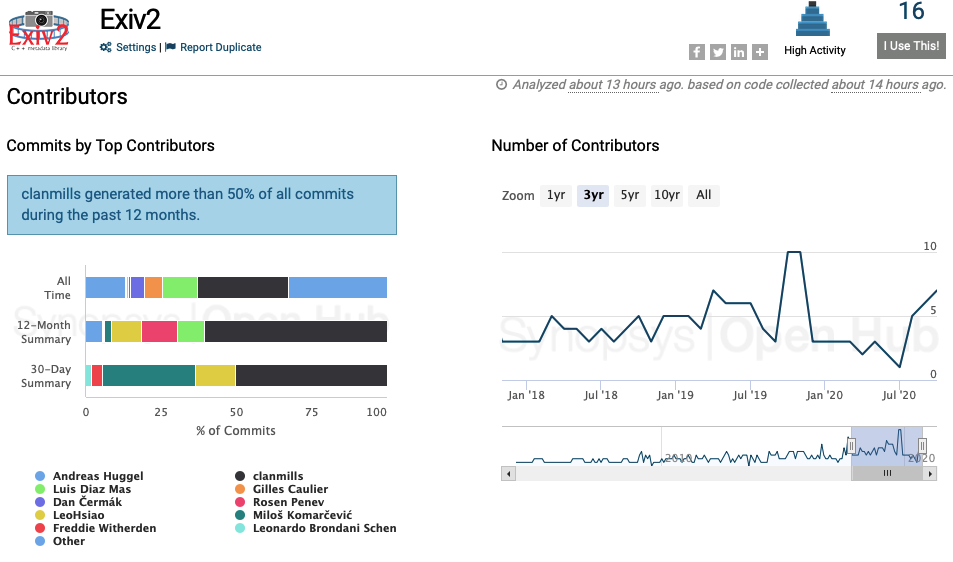 Exiv2
Exiv2
C++ metadata library
Settings | Report Duplicate
16
High Activity
I Use This!
Contributors
Analyzed about 13 hours ago. based on code collected about 14 hours ago.
Commits by Top Contributors
clanmills generated more than 50% of all commits
during the past 12 months.
Synopsys | Open Hub
All
Time
12-Month
Summary
30-Day
Summary
0 25 50 75 100
% of Commits
Andreas Huggel
Luis Diaz Mas
Dan Čermák
LeoHsiao
Freddie Witherden
Other
clanmills
Gilles Caulier
Rosen Penev
Miloš Komarčević
Leonardo Brondani Schen
Number of Contributors
Zoom 1yr 3yr 5yr 10yr All
10
5
0
Synopsys | Open Hub
Jan '18 Jul '18 Jan '19 Jul '19 Jan '20 Jul '20
2010 2020